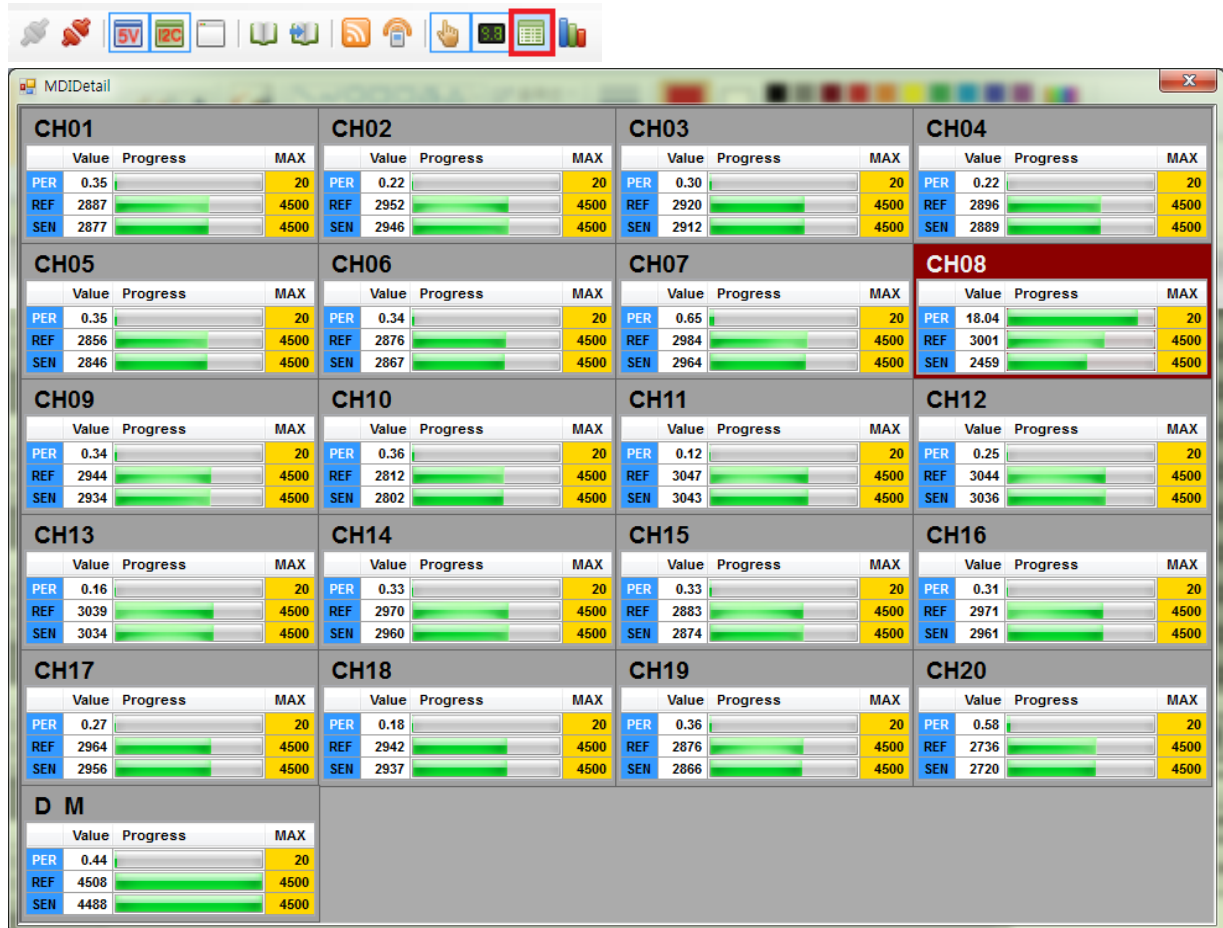 5V I2C 9.8
MDIDetail
CH01 CH02 CH03 CH04
Value Progress MAX Value Progress MAX Value Progress MAX Value Progress MAX
PER 0.35 20 PER 0.22 20 PER 0.30 20 PER 0.22 20
REF 2887 4500 REF 2952 4500 REF 2920 4500 REF 2896 4500
SEN 2877 4500 SEN 2946 4500 SEN 2912 4500 SEN 2889 4500
CH05 CH06 CH07 CH08
Value Progress MAX Value Progress MAX Value Progress MAX Value Progress MAX
PER 0.35 20 PER 0.34 20 PER 0.65 20 PER 18.04 20
REF 2856 4500 REF 2876 4500 REF 2984 4500 REF 3001 4500
SEN 2846 4500 SEN 2867 4500 SEN 2964 4500 SEN 2459 4500
CH09 CH10 CH11 CH12
Value Progress MAX Value Progress MAX Value Progress MAX Value Progress MAX
PER 0.34 20 PER 0.36 20 PER 0.12 20 PER 0.25 20
REF 2944 4500 REF 2812 4500 REF 3047 4500 REF 3044 4500
SEN 2934 4500 SEN 2802 4500 SEN 3043 4500 SEN 3036 4500
CH13 CH14 CH15 CH16
Value Progress MAX Value Progress MAX Value Progress MAX Value Progress MAX
PER 0.16 20 PER 0.33 20 PER 0.33 20 PER 0.31 20
REF 3039 4500 REF 2970 4500 REF 2883 4500 REF 2971 4500
SEN 3034 4500 SEN 2960 4500 SEN 2874 4500 SEN 2961 4500
CH17 CH18 CH19 CH20
Value Progress MAX Value Progress MAX Value Progress MAX Value Progress MAX
PER 0.27 20 PER 0.18 20 PER 0.36 20 PER 0.58 20
REF 2964 4500 REF 2942 4500 REF 2876 4500 REF 2736 4500
SEN 2956 4500 SEN 2937 4500 SEN 2866 4500 SEN 2720 4500
D M
Value Progress MAX
PER 0.44 20
REF 4508 4500
SEN 4488 4500